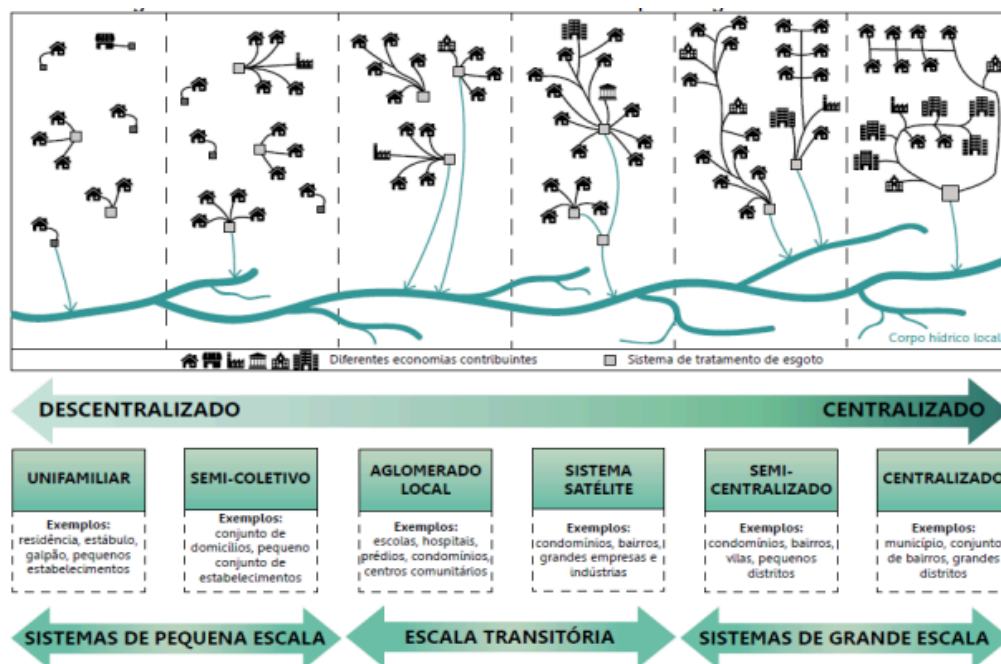 Corpo hídrico local
Diferentes economias contribuintes
Sistema de tratamento de esgoto
DESCENTRALIZADO
CENTRALIZADO
UNIFAMILIAR
Exemplos:
residência, estábulo,
galpão, pequenos
estabelecimentos
SEMI-COLETIVO
Exemplos:
conjunto de
domicílios, pequeno
conjunto de
estabelecimentos
AGLOMERADO
LOCAL
Exemplos:
escolas, hospitais,
prédios, condomínios,
centros comunitários
SISTEMA
SATÉLITE
Exemplos:
condomínios, bairros,
grandes empresas e
indústrias
SEMI-
CENTRALIZADO
Exemplos:
condomínios, bairros,
vilas, pequenos
distritos
CENTRALIZADO
Exemplos:
município, conjunto
de bairros, grandes
distritos
SISTEMAS DE PEQUENA ESCALA
ESCALA TRANSITÓRIA
SISTEMAS DE GRANDE ESCALA